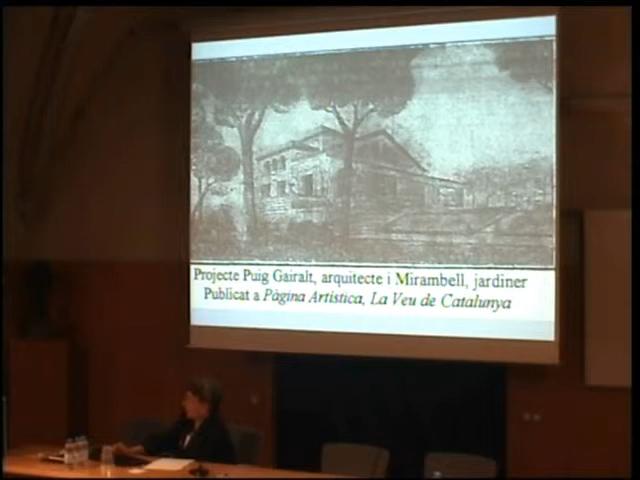 Projecte Puig Gairalt, arquitecte i Mirambell, jardiner
Publicat a Pàgina Artística, La Veu de Catalunya